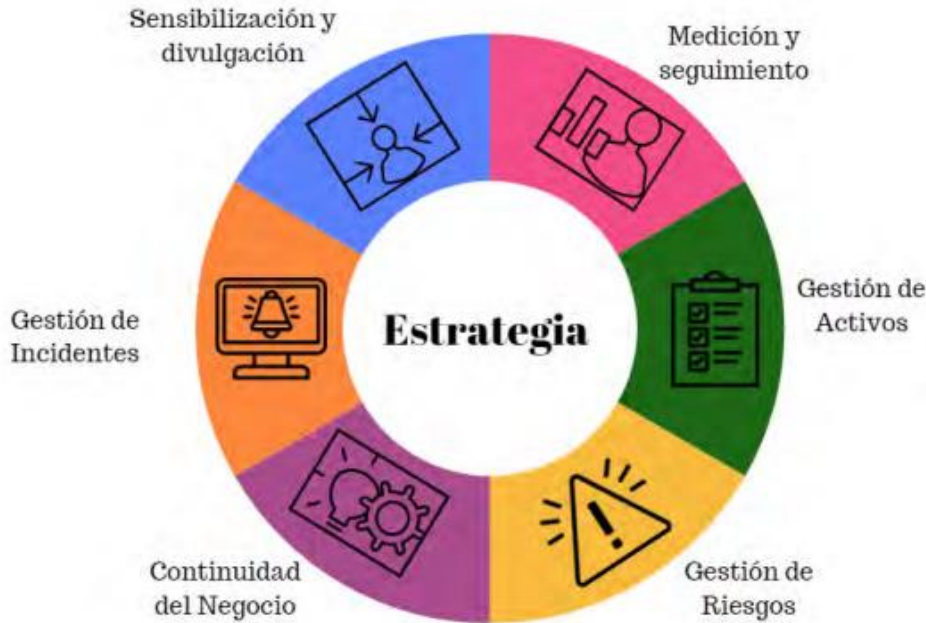 Sensibilización y
divulgación
Medición y
seguimiento
Gestión de
Activos
Gestión de
Riesgos
Continuidad
del Negocio
Gestión de
Incidentes
Estrategia